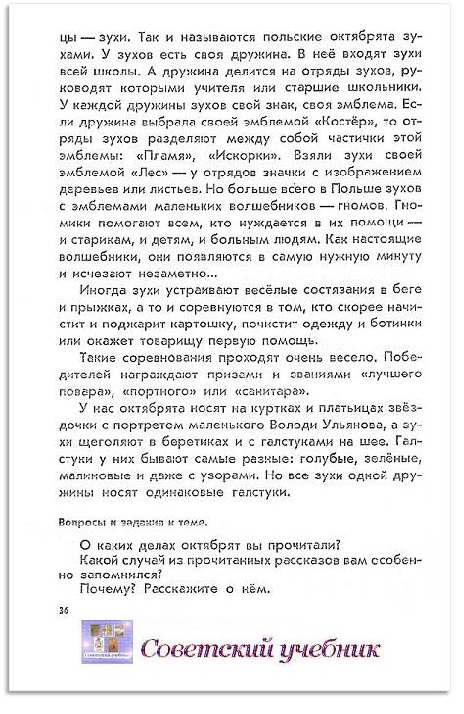 цы — зухи. Так и называются польские октябрята зу-
хами. У зухов есть своя дружина. В неё входят зухи
всей школы. А дружина делится на отряды зухов, ру-
ководят которыми учителя или старшие школьники.
У каждой дружины зухов свой знак, своя эмблема. Ес-
ли дружина выбрала своей эмблемой «Костёр», то от-
ряды зухов разделяют между собой частички этой
эмблемы: «Пламя», «Искорки». Взяли зухи своей
эмблемой «Лес» — у отрядов значки с изображением
деревьев или листьев. Но больше всего в Польше зухов
с эмблемами маленьких волшебников — гномов. Гно-
мики помогают всем, кто нуждается в их помощи —
и старикам, и детям, и больным людям. Как настоящие
волшебники, они появляются в самую нужную минуту
и исчезают незаметно...
Иногда зухи устраивают весёлые состязания в беге
и прыжках, а то и соревнуются в том, кто скорее начи-
стит и поджарит картошку, почистит одежду и ботинки
или окажет товарищу первую помощь.
Такие соревнования проходят очень весело. Побе-
дителей награждают призами и званиями «лучшего
повара», «портного» или «санитара».
У нас октябрята носят на куртках и платьицах звёз-
дочки с портретом маленького Володи Ульянова, а зу-
хи щеголяют в беретиках и с галстуками на шее. Гал-
стуки у них бывают самые разные: голубые, зелёные,
малиновые и даже с узорами. Но все зухи одной дру-
жины носят одинаковые галстуки.
Вопросы и задания к теме.
О каких делах октябрят вы прочитали?
Какой случай из прочитанных рассказов вам особен-
но запомнился?
Почему? Расскажите о нём.
36
Советский учебник